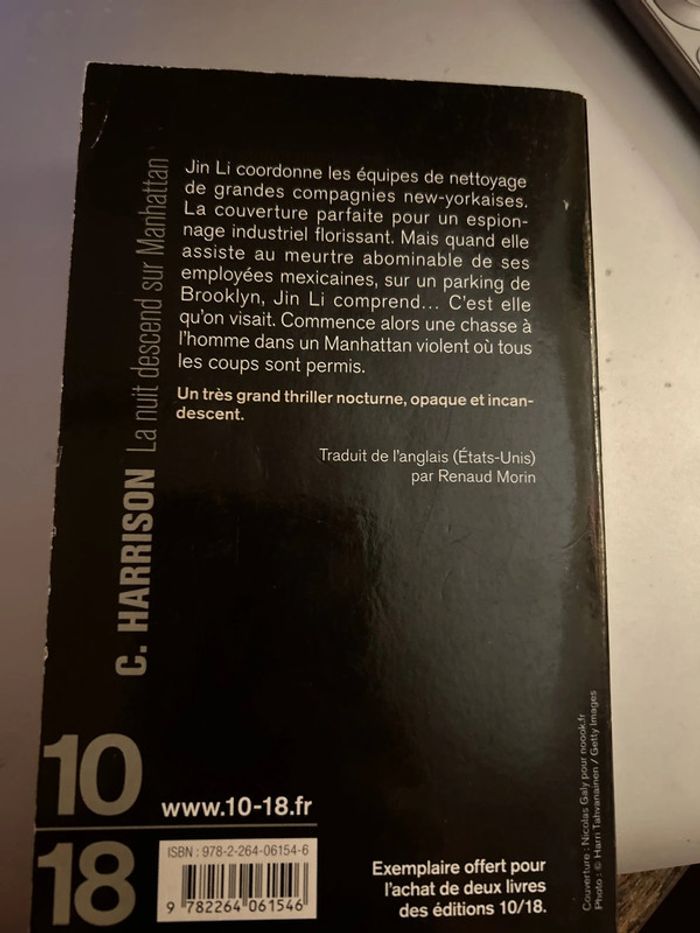 Jin Li coordonne les équipes de nettoyage
de grandes compagnies new-yorkaises.
La couverture parfaite pour un espion-
nage industriel florissant. Mais quand elle
assiste au meurtre abominable de ses
employées mexicaines, sur un parking de
Brooklyn, Jin Li comprend... C'est elle
qu'on visait. Commence alors une chasse à
l'homme dans un Manhattan violent où tous
les coups sont permis.
Un très grand thriller nocturne, opaque et incan-
descent.
Traduit de l'anglais (États-Unis)
par Renaud Morin
C. HARRISON La nuit descend sur Manhattan
10
18
www.10-18.fr
ISBN : 978-2-264-06154-6
9 782264 061546
Exemplaire offert pour
l'achat de deux livres
des éditions 10/18.
Couverture : Nicolas Galy pour noook.fr
Photo : © Harri Tahvanainen / Getty Images